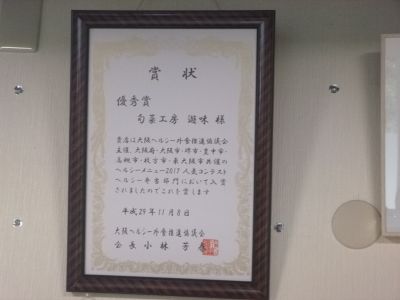 賞状
優秀賞
旬菜工房 遊味 様
貴店は大阪ヘルシー外食推進協議会
主催、大阪府・大阪市・堺市・豊中市・
高槻市・枚方市・東大阪市共催の
ヘルシーメニュー2017人気コンテスト
ヘルシー弁当部門において入賞
されましたのでこれを賞します
平成29年11月8日
大阪ヘルシー外食推進協議会
会長 小林 芳